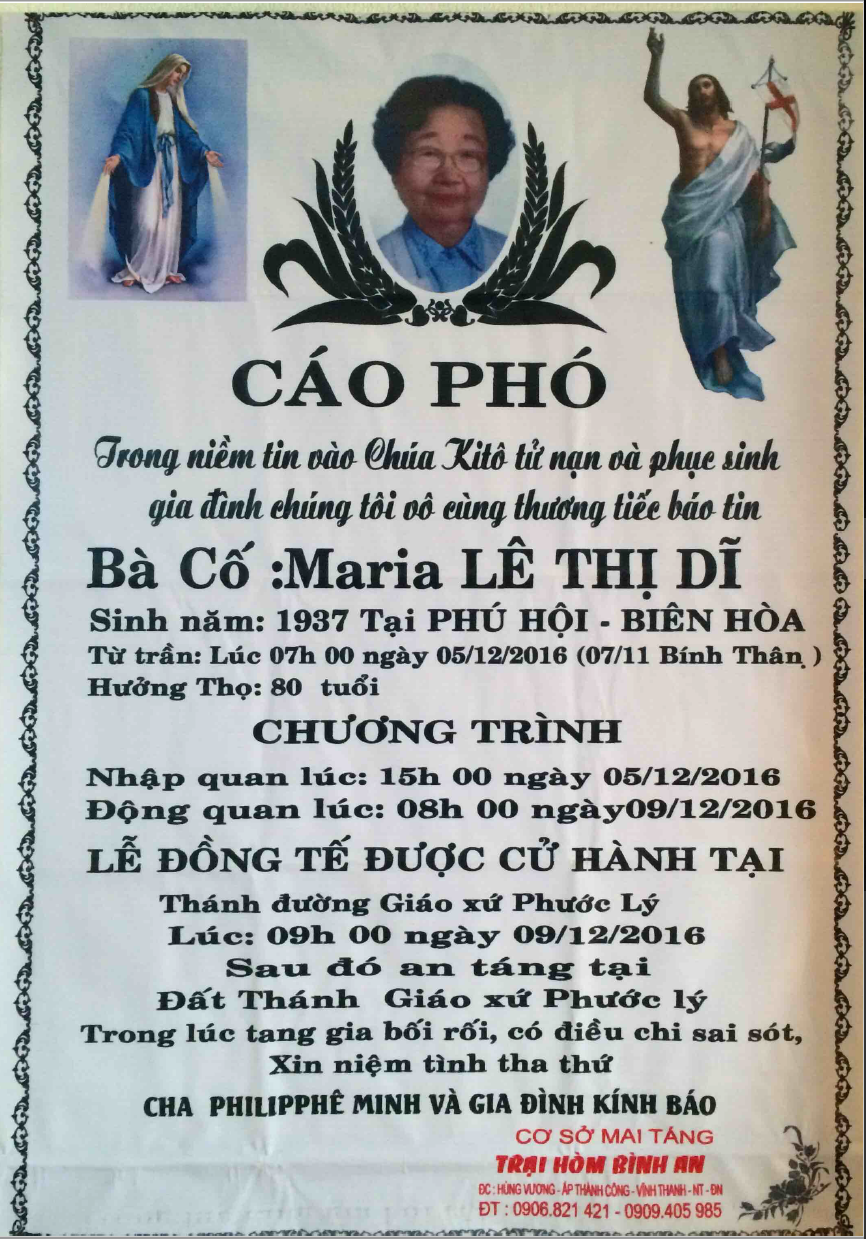 CÁO PHÓ
Trong niềm tin vào Chúa Kitô tử nạn và phục sinh
gia đình chúng tôi vô cùng thương tiếc báo tin
Bà Cố :Maria LÊ THỊ DĨ
Sinh năm: 1937 Tại PHÚ HỘI - BIÊN HÒA
Từ trần: Lúc 07h 00 ngày 05/12/2016 (07/11 Bính Thân )
Hưởng Thọ: 80 tuổi
CHƯƠNG TRÌNH
Nhập quan lúc: 15h 00 ngày 05/12/2016
Động quan lúc: 08h 00 ngày09/12/2016
LỄ ĐỒNG TẾ ĐƯỢC CỬ HÀNH TẠI
Thánh đường Giáo xứ Phước Lý
Lúc: 09h 00 ngày 09/12/2016
Sau đó an táng tại
Đất Thánh Giáo xứ Phước lý
Trong lúc tang gia bối rối, có điều chi sai sót,
Xin niệm tình tha thứ
CHA PHILIPPHÊ MINH VÀ GIA ĐÌNH KÍNH BÁO
CƠ SỞ MAI TÁNG
TRẠI HÒM BÌNH AN
ĐC : HÙNG VƯƠNG - ẤP THÀNH CÔNG - VĨNH THANH - NT - ĐN
ĐT : 0906.821 421 - 0909.405 985